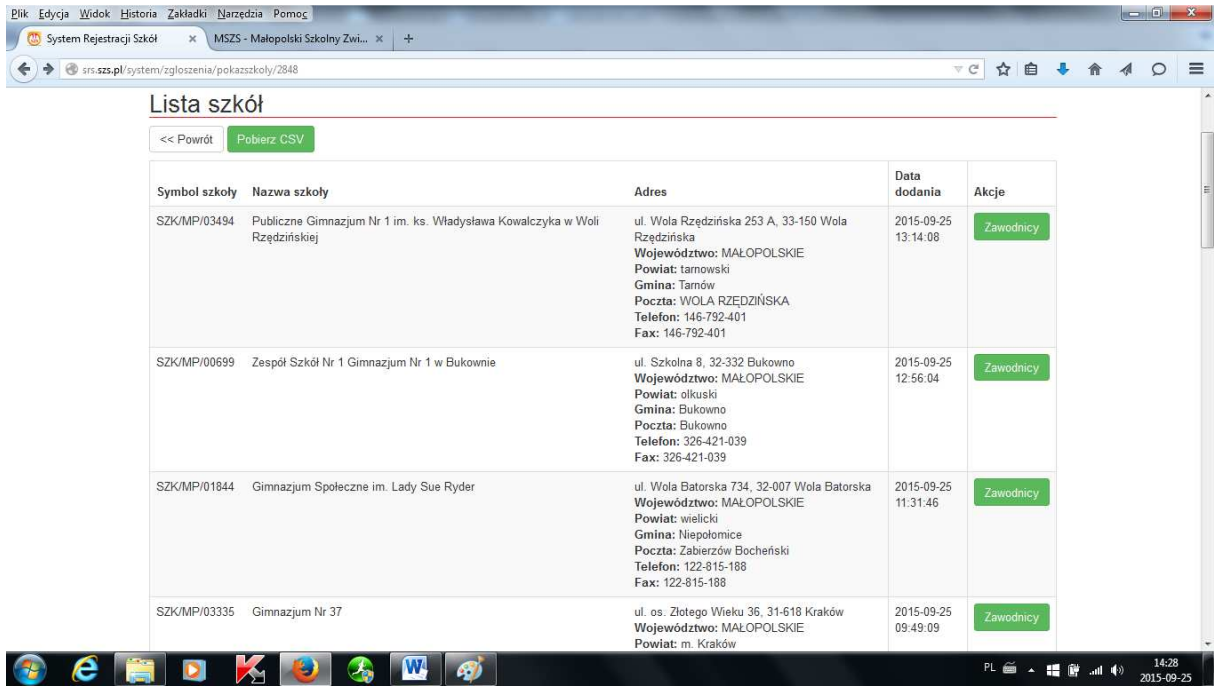 Plik Edycja Widok Historia Zakładki Narzędzia Pomoc
System Rejestracji Szkół × MSZS - Małopolski Szkolny Zwi... × +
srs.szs.pl/system/zgloszenia/pokazszkoly/2848
Lista szkół
<< Powrót Pobierz CSV
Symbol szkoły Nazwa szkoły Adres Data dodania Akcje
SZK/MP/03494 Publiczne Gimnazjum Nr 1 im. ks. Władysława Kowalczyka w Woli ul. Wola Rzędzińska 253 A, 33-150 Wola 2015-09-25 Zawodnicy
Rzędzińskiej Rzędzińska 13:14:08
Województwo: MAŁOPOLSKIE
Powiat: tarnowski
Gmina: Tarnów
Poczta: WOLA RZĘDZIŃSKA
Telefon: 146-792-401
Fax: 146-792-401
SZK/MP/00699 Zespół Szkół Nr 1 Gimnazjum Nr 1 w Bukownie ul. Szkolna 8, 32-332 Bukowno 2015-09-25 Zawodnicy
Województwo: MAŁOPOLSKIE 12:56:04
Powiat: olkuski
Gmina: Bukowno
Poczta: Bukowno
Telefon: 326-421-039
Fax: 326-421-039
SZK/MP/01844 Gimnazjum Społeczne im. Lady Sue Ryder ul. Wola Batorska 734, 32-007 Wola Batorska 2015-09-25 Zawodnicy
Województwo: MAŁOPOLSKIE 11:31:46
Powiat: wielicki
Gmina: Niepołomice
Poczta: Zabierzów Bocheński
Telefon: 122-815-188
Fax: 122-815-188
SZK/MP/03335 Gimnazjum Nr 37 ul. os. Złotego Wieku 36, 31-618 Kraków 2015-09-25 Zawodnicy
Województwo: MAŁOPOLSKIE 09:49:09
Powiat: m. Kraków
PL 14:28
2015-09-25